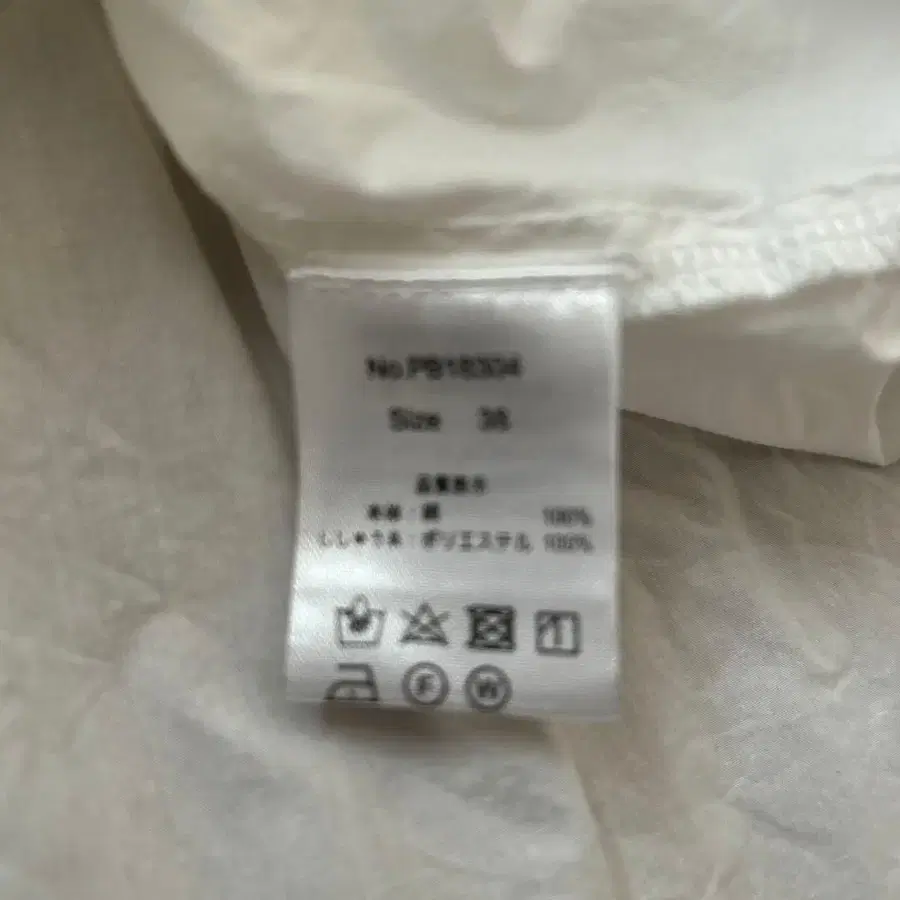 No.PB18304
Size 36
品質表示
本体：綿 100%
ししゅう糸：ポリエステル 100%
F W